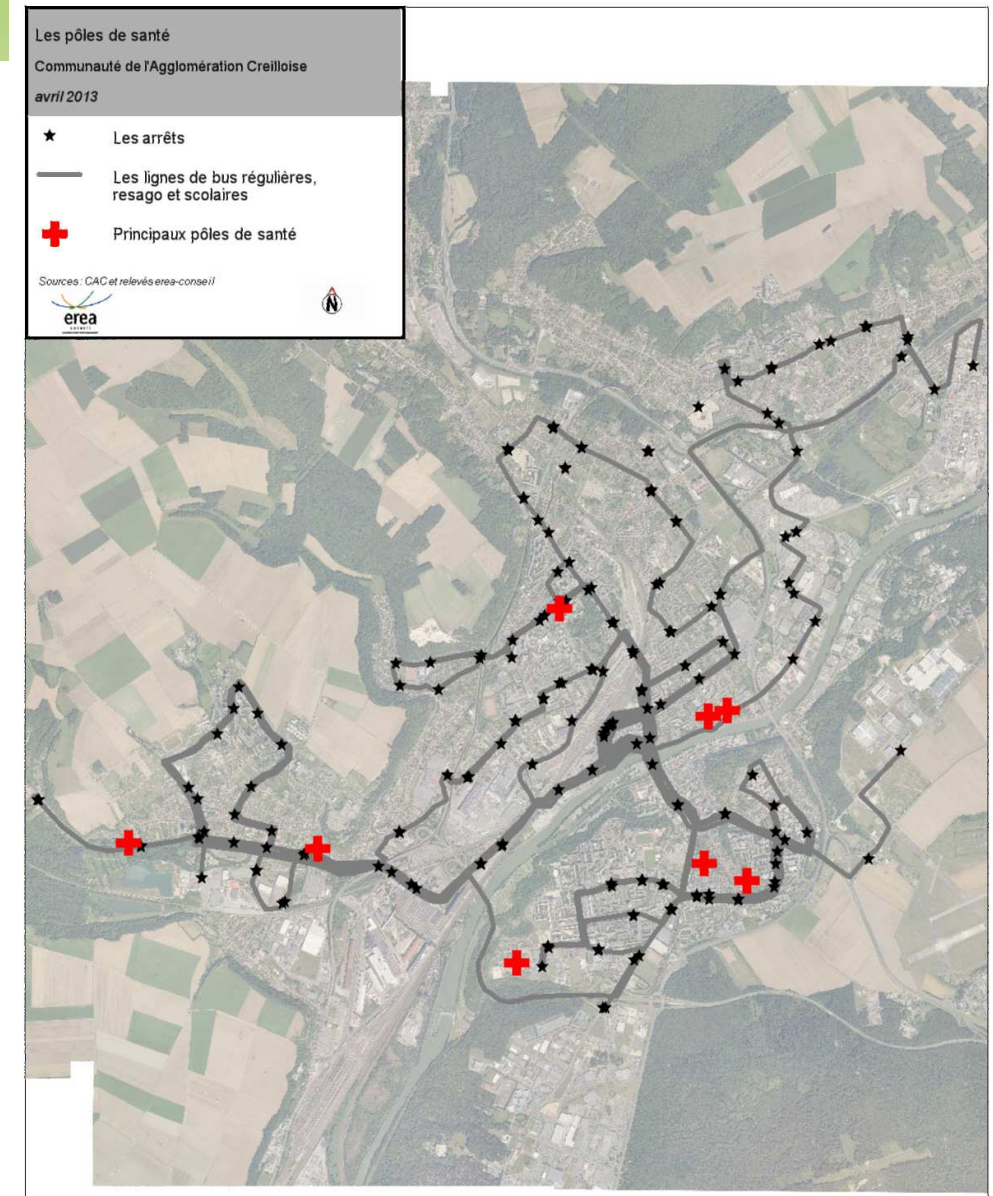 Les pôles de santé
Communauté de l'Agglomération Creilloise
avril 2013
Les arrêts
Les lignes de bus régulières,
resago et scolaires
Principaux pôles de santé
Sources : CAC et relevés erea-conseil
erea
conseil
N